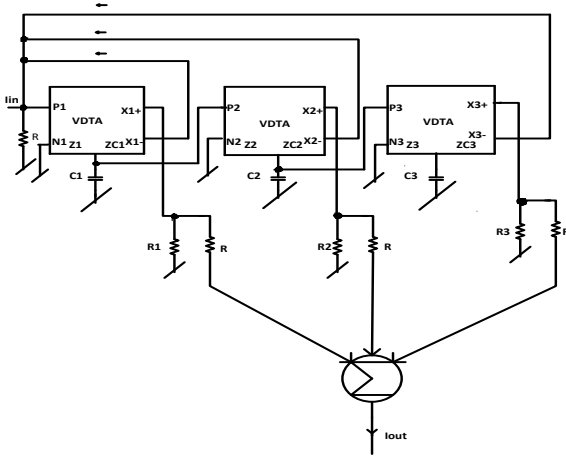 Iin
P1
X1+
VDTA
R
N1
Z1
ZC1
X1-
C1
P2
X2+
VDTA
N2
Z2
ZC2
X2-
C2
P3
X3+
VDTA
X3-
N3
Z3
ZC3
C3
R1
R
R2
R
R3
Iout